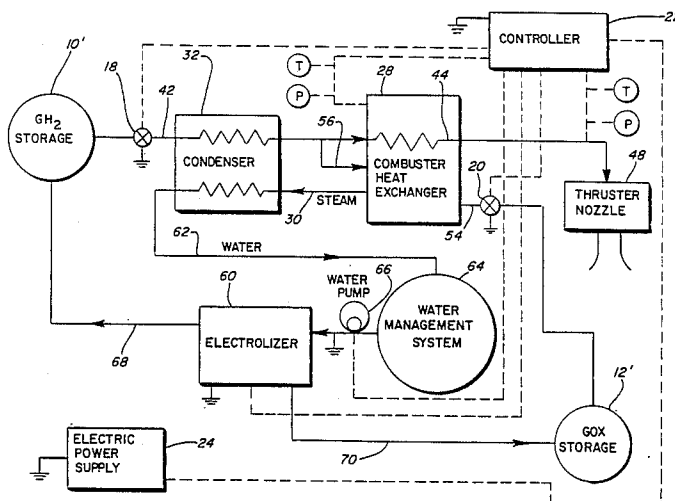 22
CONTROLLER
10'
32
28
44
T
P
18
42
GH2
STORAGE
CONDENSER
56
COMBUSTER
HEAT
EXCHANGER
T
P
48
THRUSTER
NOZZLE
20
30
STEAM
54
62
WATER
64
60
WATER
PUMP
66
WATER
MANAGEMENT
SYSTEM
ELECTROLIZER
68
12'
GOX
STORAGE
70
24
ELECTRIC
POWER
SUPPLY